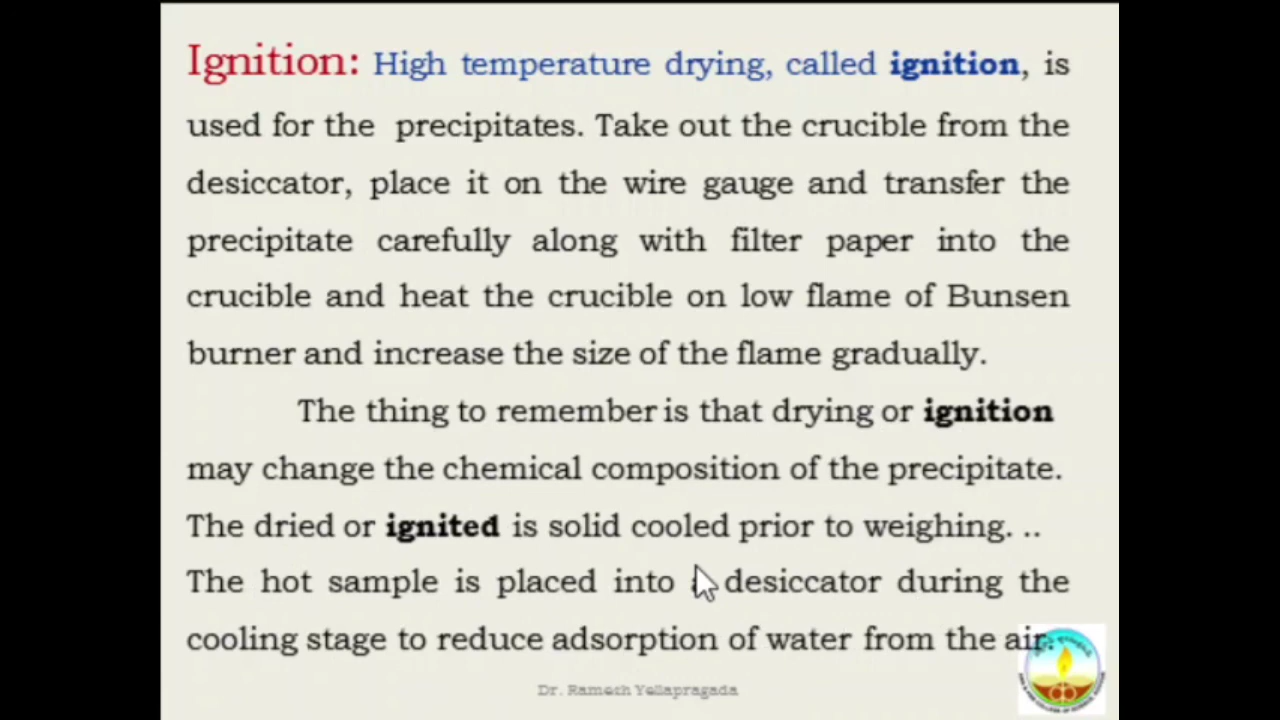 Ignition: High temperature drying, called ignition, is
used for the precipitates. Take out the crucible from the
desiccator, place it on the wire gauge and transfer the
precipitate carefully along with filter paper into the
crucible and heat the crucible on low flame of Bunsen
burner and increase the size of the flame gradually.
The thing to remember is that drying or ignition
may change the chemical composition of the precipitate.
The dried or ignited is solid cooled prior to weighing. ..
The hot sample is placed into desiccator during the
cooling stage to reduce adsorption of water from the air.
Dr. Ramesh Yellapragada